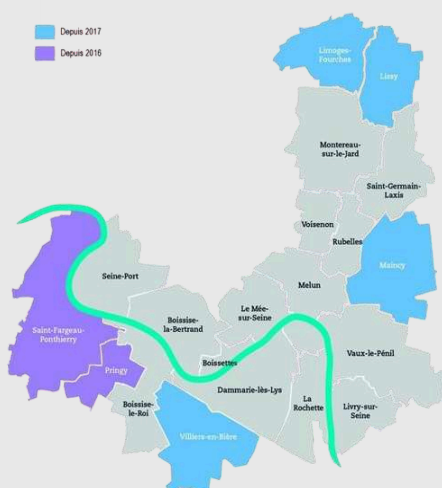 Depuis 2017
Depuis 2016
Limoges-
Fourches
Lissy
Montereau-
sur-le-Jard
Saint-Germain-
Laxis
Voisenon
Rubelles
Maincy
Seine-Port
Melun
Boissise-
la-Bertrand
Le Mée-
sur-Seine
Saint-Fargeau-
Ponthierry
Vaux-le-Pénil
Boissettes
Pringy
Dammarie-lès-Lys
La
Rochette
Boissise-
le-Roi
Livry-sur-
Seine
Villiers-en-Bière